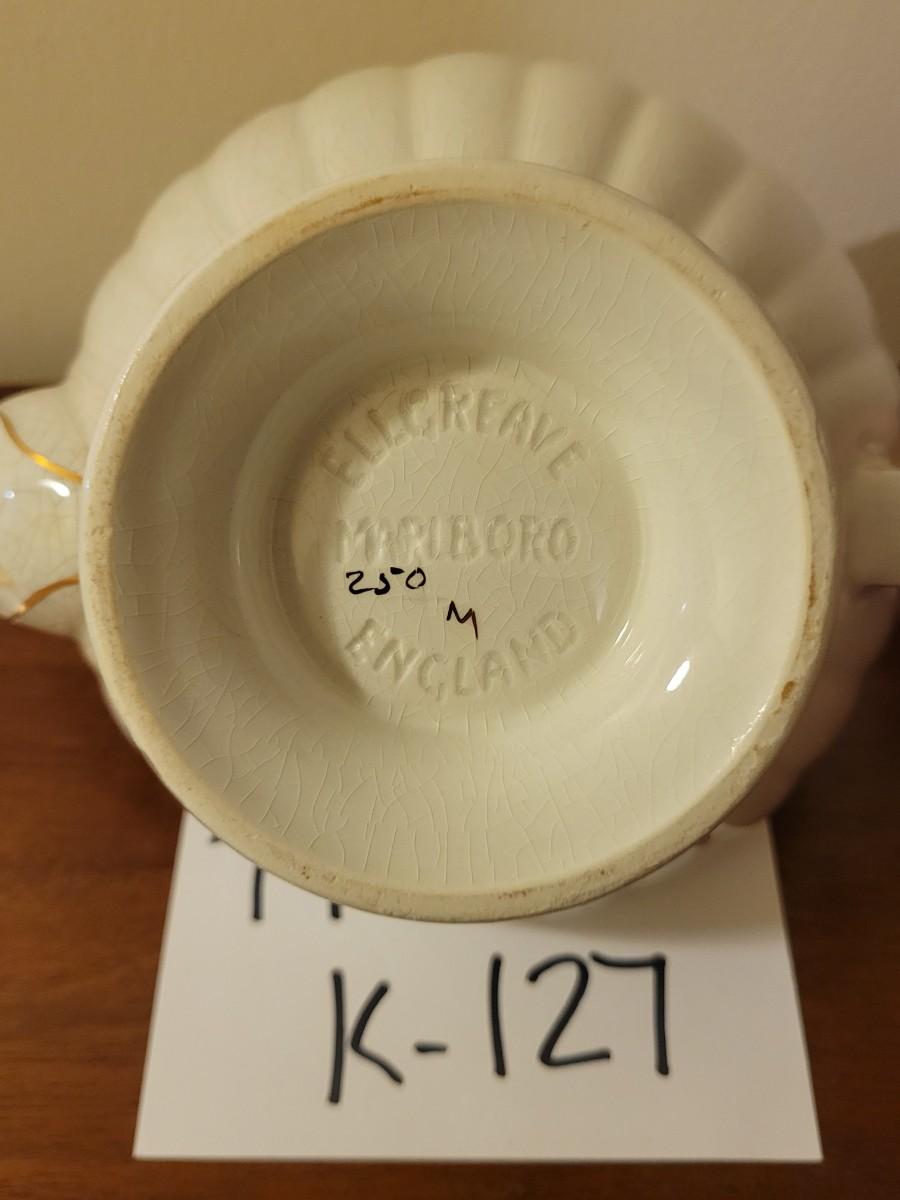 ELLGREAVE
MARLBORO
250
M
ENGLAND
K-127